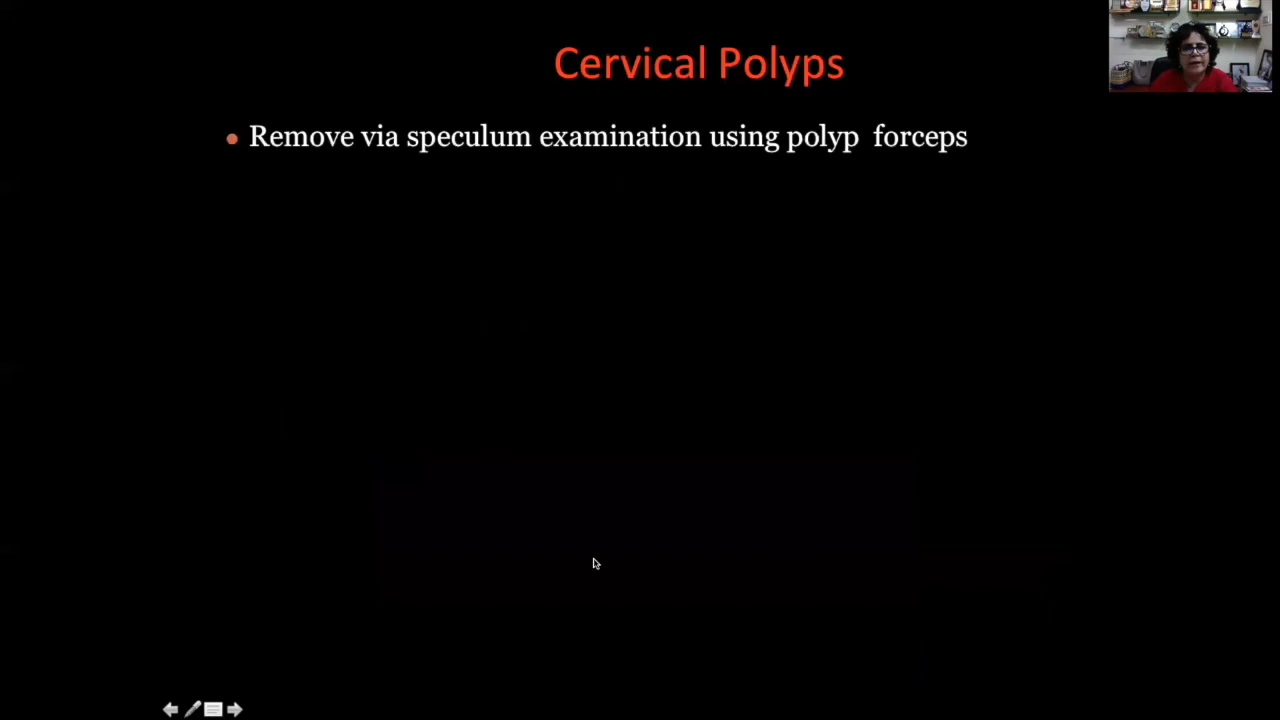 Cervical Polyps
Remove via speculum examination using polyp forceps